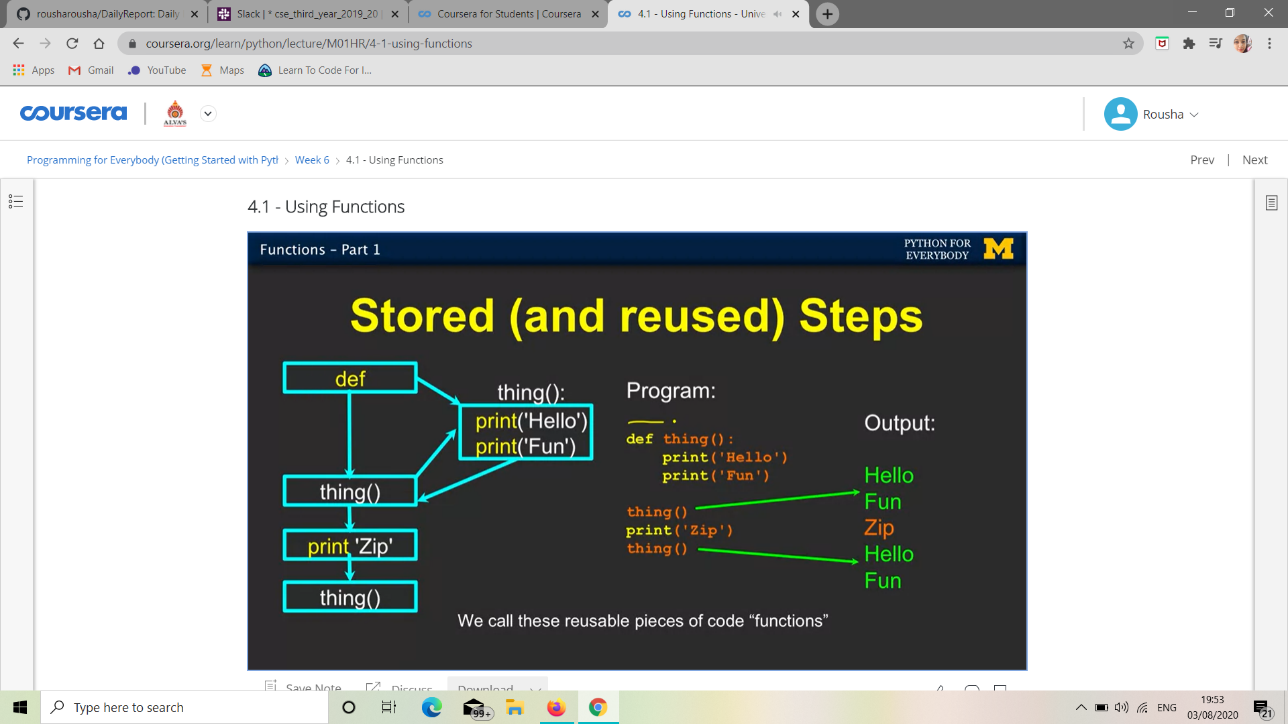 rousharousha/DailyReport: Daily
Slack | * cse_third_year_2019_20 |
Coursera for Students | Coursera
4.1 - Using Functions - Unive
coursera.org/learn/python/lecture/M01HR/4-1-using-functions
Apps
Gmail
YouTube
Maps
Learn To Code For I...
coursera
ALVA'S
Rousha
Programming for Everybody (Getting Started with Pyth
Week 6
4.1 - Using Functions
Prev | Next
4.1 - Using Functions
Functions – Part 1
PYTHON FOR
EVERYBODY
M
Stored (and reused) Steps
def
thing()
print 'Zip'
thing()
thing():
print('Hello')
print('Fun')
Program:
def thing():
print('Hello')
print('Fun')
thing()
print('Zip')
thing()
Output:
Hello
Fun
Zip
Hello
Fun
We call these reusable pieces of code “functions”
Save Note
Discuss
Download
Type here to search
99+
ENG
19:53
03/08/2020
21